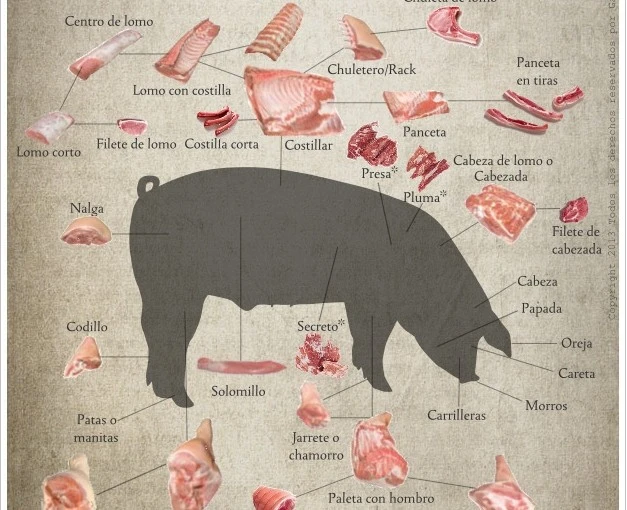 Chuleta de lomo
Centro de lomo
Chuletero/Rack
Panceta
en tiras
Lomo con costilla
Lomo corto
Filete de lomo
Costilla corta
Costillar
Panceta
Presa*
Pluma*
Cabeza de lomo o
Cabezada
Filete de
cabezada
Nalga
Cabeza
Papada
Oreja
Careta
Morros
Carrilleras
Codillo
Solomillo
Secreto*
Patas o
manitas
Jarrete o
chamorro
Paleta con hombro
Copyright 2013 Todos los derechos reservados por G